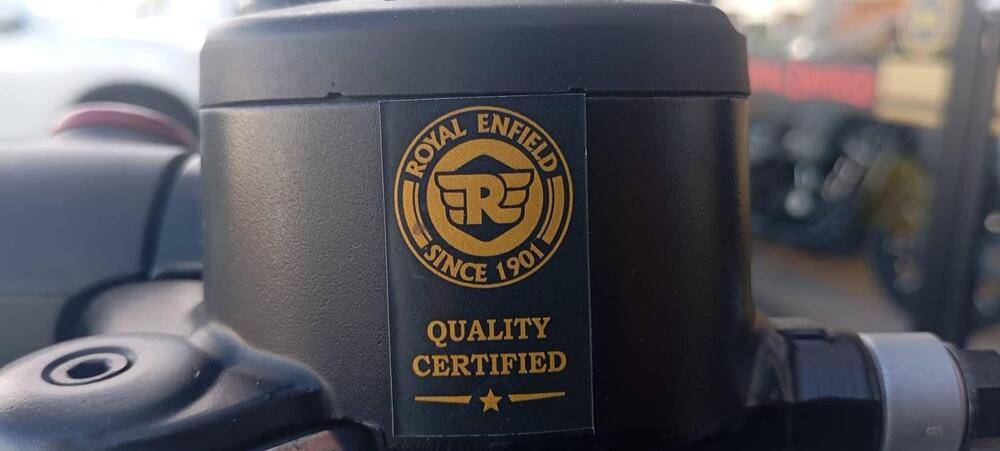 ROYAL ENFIELD
R
SINCE 1901
QUALITY
CERTIFIED